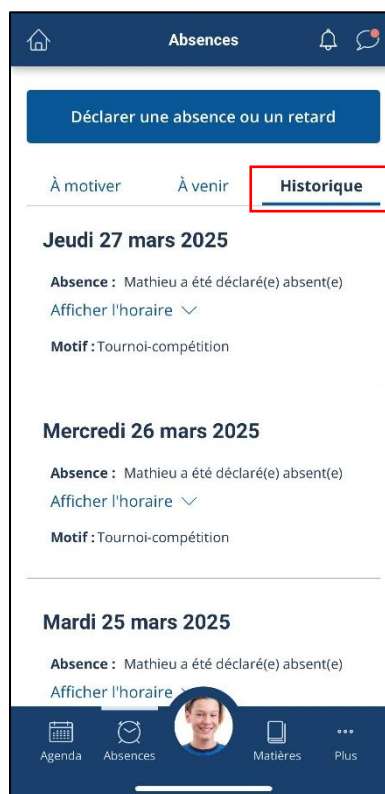 Absences
Déclarer une absence ou un retard
À motiver À venir Historique
Jeudi 27 mars 2025
Absence : Mathieu a été déclaré(e) absent(e)
Afficher l'horaire
Motif : Tournoi-compétition
Mercredi 26 mars 2025
Absence : Mathieu a été déclaré(e) absent(e)
Afficher l'horaire
Motif : Tournoi-compétition
Mardi 25 mars 2025
Absence : Mathieu a été déclaré(e) absent(e)
Afficher l'horaire
Agenda Absences Matières Plus